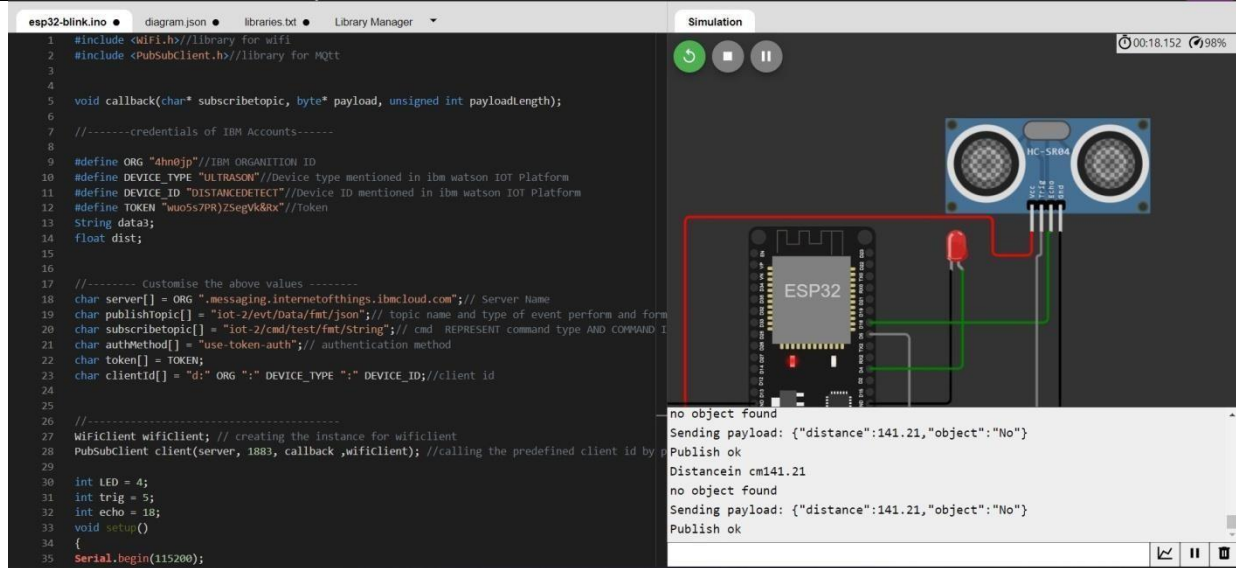 esp32-blink.ino ● diagram.json ● libraries.txt ● Library Manager
1 #include <WiFi.h>//library for wifi
2 #include <PubSubClient.h>//library for MQtt
3
4
5 void callback(char* subscribetopic, byte* payload, unsigned int payloadLength);
6
7 //-------credentials of IBM Accounts------
8
9 #define ORG "4hn0jp"//IBM ORGANITION ID
10 #define DEVICE_TYPE "ULTRASON"//Device type mentioned in ibm watson IOT Platform
11 #define DEVICE_ID "DISTANCEDETECT"//Device ID mentioned in ibm watson IOT Platform
12 #define TOKEN "wuo5s7PR)ZSegVk&Rx"//Token
13 String data3;
14 float dist;
15
16
17 //-------- Customise the above values --------
18 char server[] = ORG ".messaging.internetofthings.ibmcloud.com";// Server Name
19 char publishTopic[] = "iot-2/evt/Data/fmt/json";// topic name and type of event perform and form
20 char subscribetopic[] = "iot-2/cmd/test/fmt/String";// cmd REPRESENT command type AND COMMAND I
21 char authMethod[] = "use-token-auth";// authentication method
22 char token[] = TOKEN;
23 char clientId[] = "d:" ORG ":" DEVICE_TYPE ":" DEVICE_ID;//client id
24
25
26 //-----------------------------------------
27 WiFiClient wifiClient; // creating the instance for wificlient
28 PubSubClient client(server, 1883, callback ,wifiClient); //calling the predefined client id by p
29
30 int LED = 4;
31 int trig = 5;
32 int echo = 18;
33 void setup()
34 {
35 Serial.begin(115200);
Simulation
00:18.152 98%
HC-SR04
Vcc
Trig
Echo
Gnd
ESP32
no object found
Sending payload: {"distance":141.21,"object":"No"}
Publish ok
Distancein cm141.21
no object found
Sending payload: {"distance":141.21,"object":"No"}
Publish ok